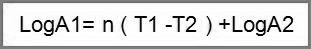 LogA1= n ( T1 -T2 ) +LogA2